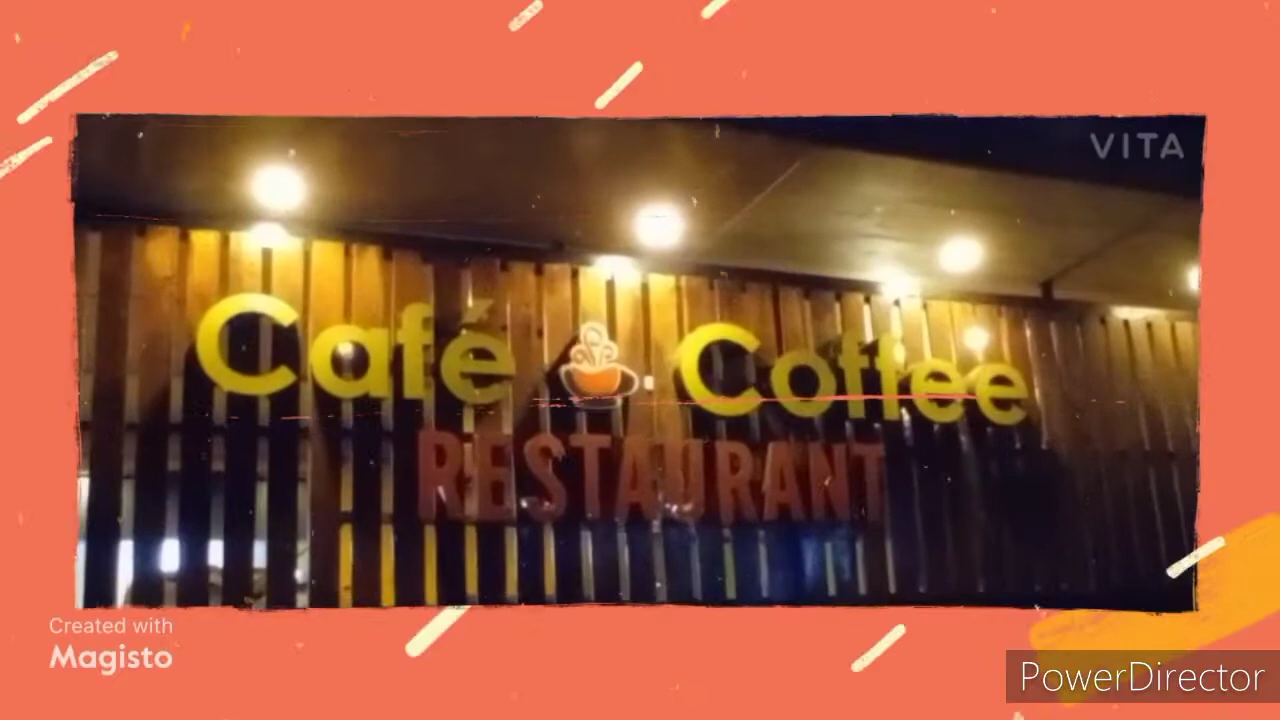 VITA
Café Coffee
RESTAURANT
Created with
Magisto
PowerDirector